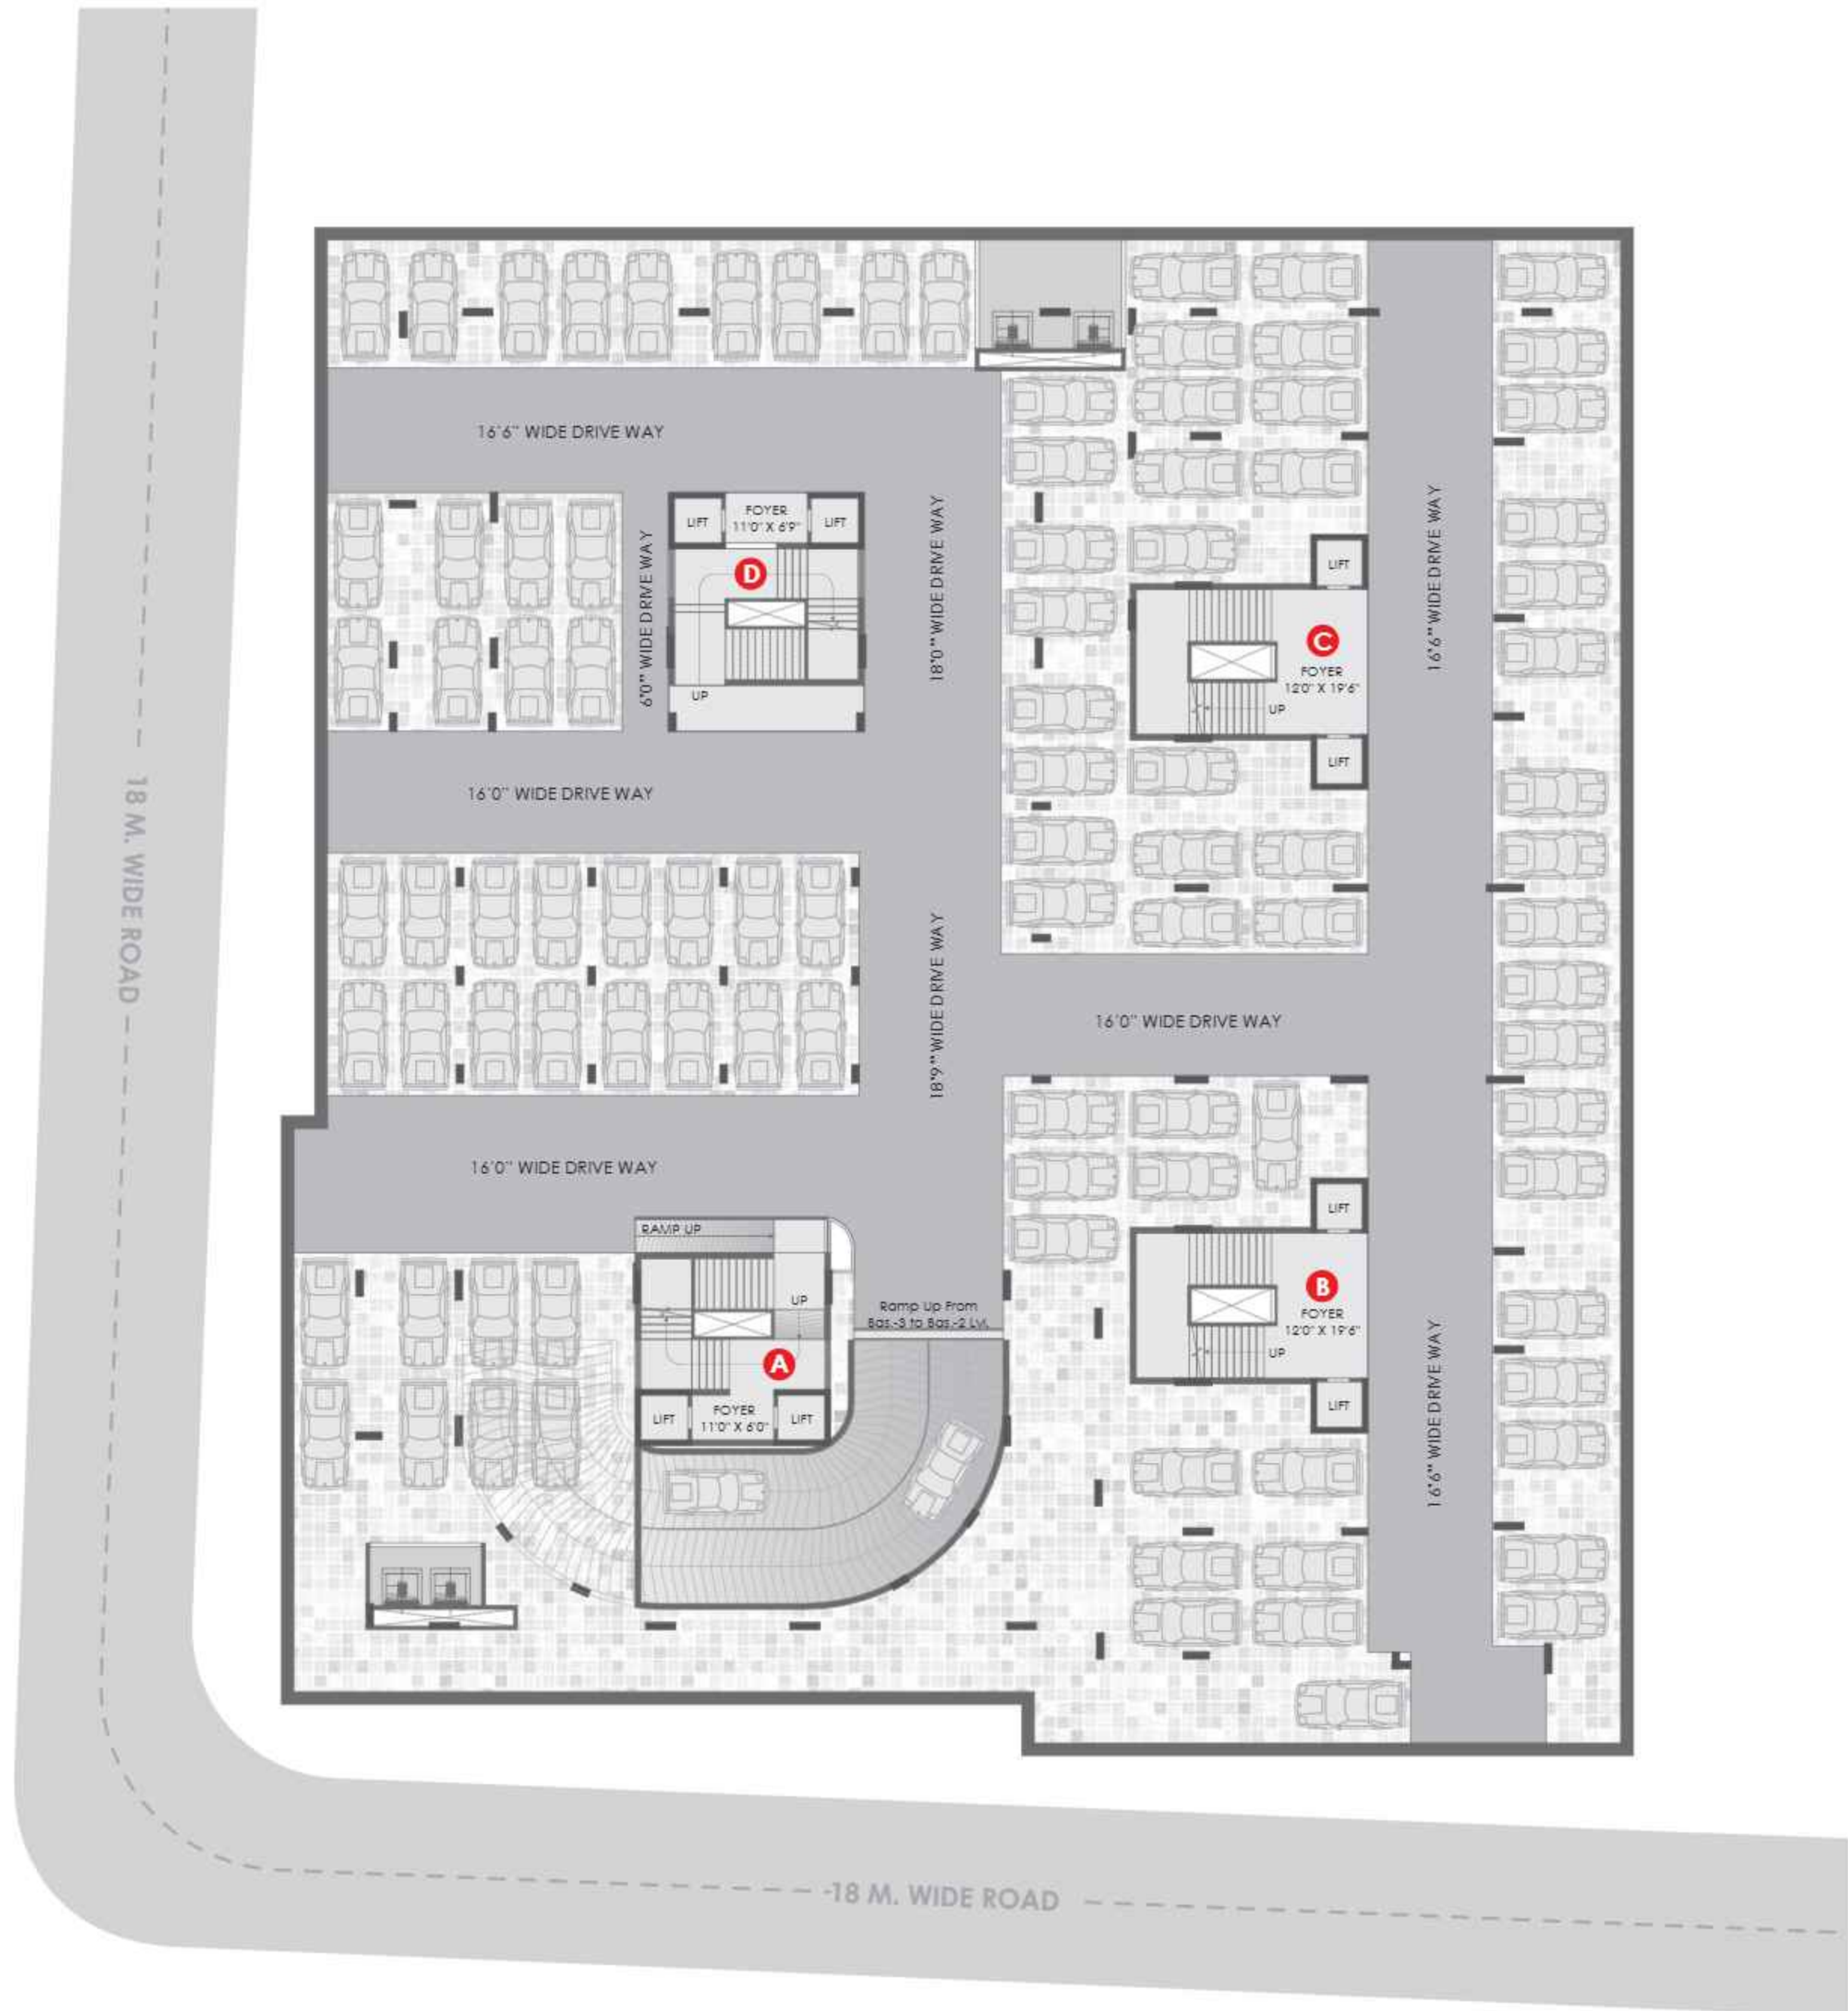 16'6" WIDE DRIVE WAY
LIFT
FOYER
11'0" X 6'9"
LIFT
D
UP
6'0" WIDE DRIVE WAY
18'0" WIDE DRIVE WAY
LIFT
C
FOYER
12'0" X 19'6"
UP
LIFT
16'6" WIDE DRIVE WAY
16'0" WIDE DRIVE WAY
18 M. WIDE ROAD
18'9" WIDE DRIVE WAY
16'0" WIDE DRIVE WAY
16'0" WIDE DRIVE WAY
RAMP UP
UP
A
LIFT
FOYER
11'0" X 6'0"
LIFT
Ramp Up From
Bas.-3 to Bas.-2 Lvl.
LIFT
B
FOYER
12'0" X 19'6"
UP
LIFT
16'6" WIDE DRIVE WAY
18 M. WIDE ROAD